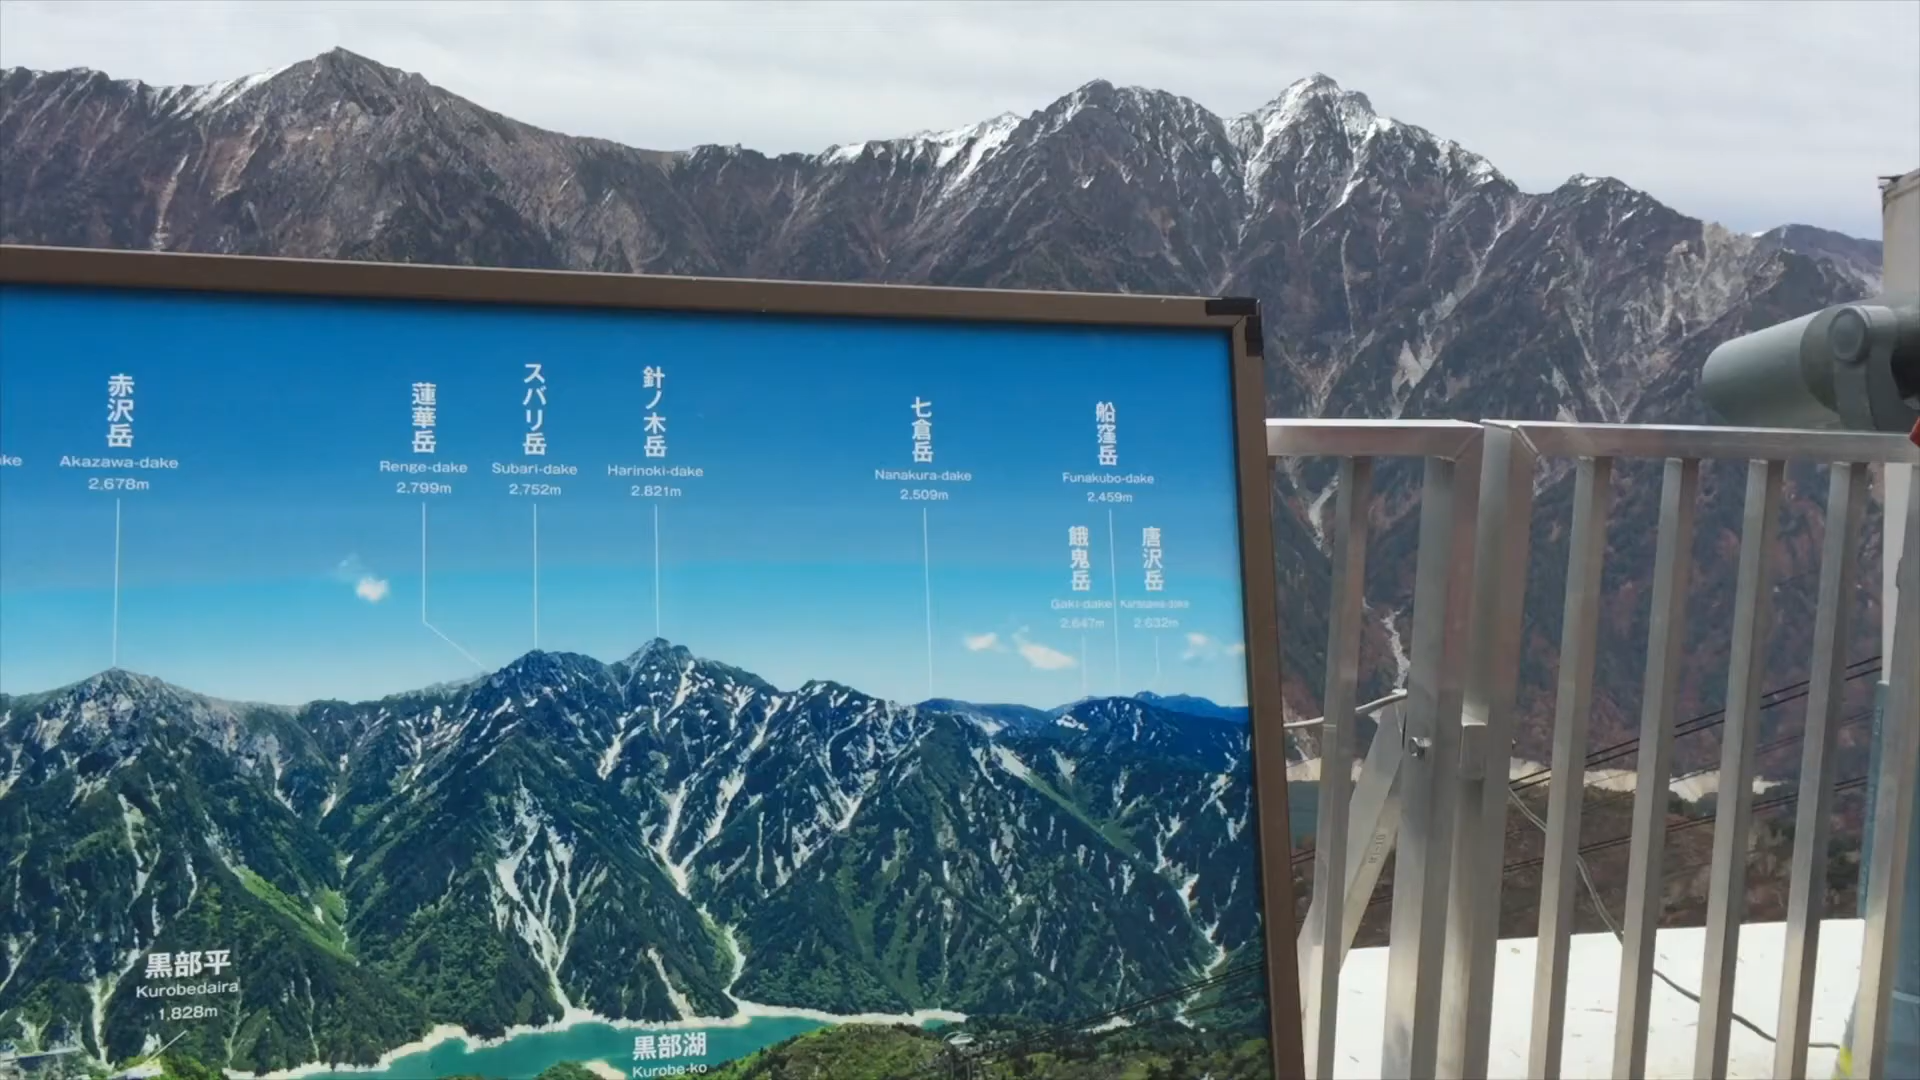 ke
赤沢岳
Akazawa-dake
2,678m
蓮華岳
Renge-dake
2,799m
スバリ岳
Subari-dake
2,752m
針ノ木岳
Harinoki-dake
2,821m
七倉岳
Nanakura-dake
2,509m
船窪岳
Funakubo-dake
2,459m
餓鬼岳
Gaki-dake
2,647m
唐沢岳
Karasawa-dake
2,632m
黒部平
Kurobedaira
1,828m
黒部湖
Kurobe-ko